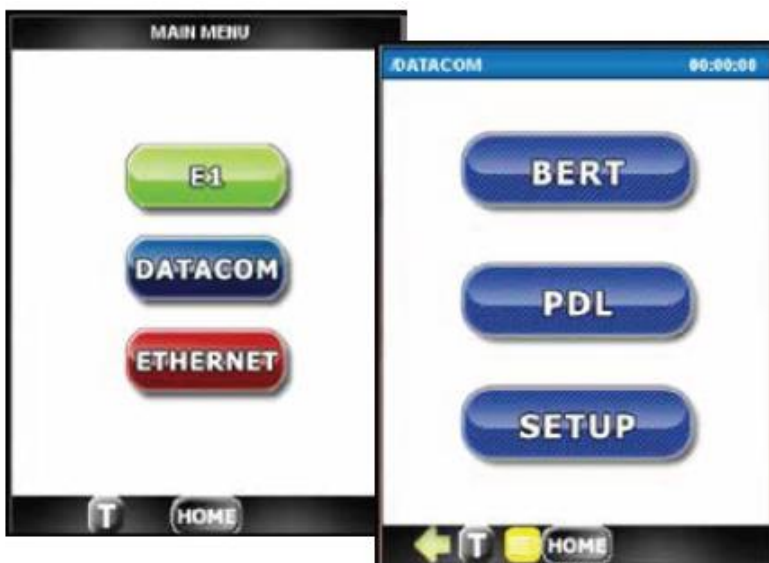 MAIN MENU
E1
DATACOM
ETHERNET
T
HOME
/DATACOM 00:00:00
BERT
PDL
SETUP
T
HOME